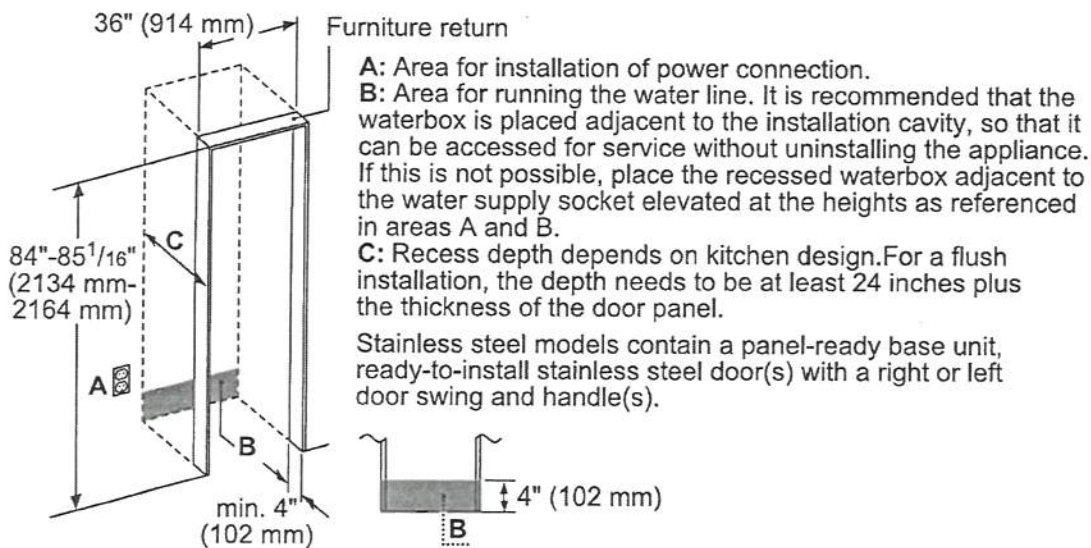 36" (914 mm)
Furniture return
A: Area for installation of power connection.
B: Area for running the water line. It is recommended that the
waterbox is placed adjacent to the installation cavity, so that it
can be accessed for service without uninstalling the appliance.
If this is not possible, place the recessed waterbox adjacent to
the water supply socket elevated at the heights as referenced
in areas A and B.
C: Recess depth depends on kitchen design.For a flush
installation, the depth needs to be at least 24 inches plus
the thickness of the door panel.
Stainless steel models contain a panel-ready base unit,
ready-to-install stainless steel door(s) with a right or left
door swing and handle(s).
C
84"-85 1/16"
(2134 mm-
2164 mm)
A
B
min. 4"
(102 mm)
4" (102 mm)
B